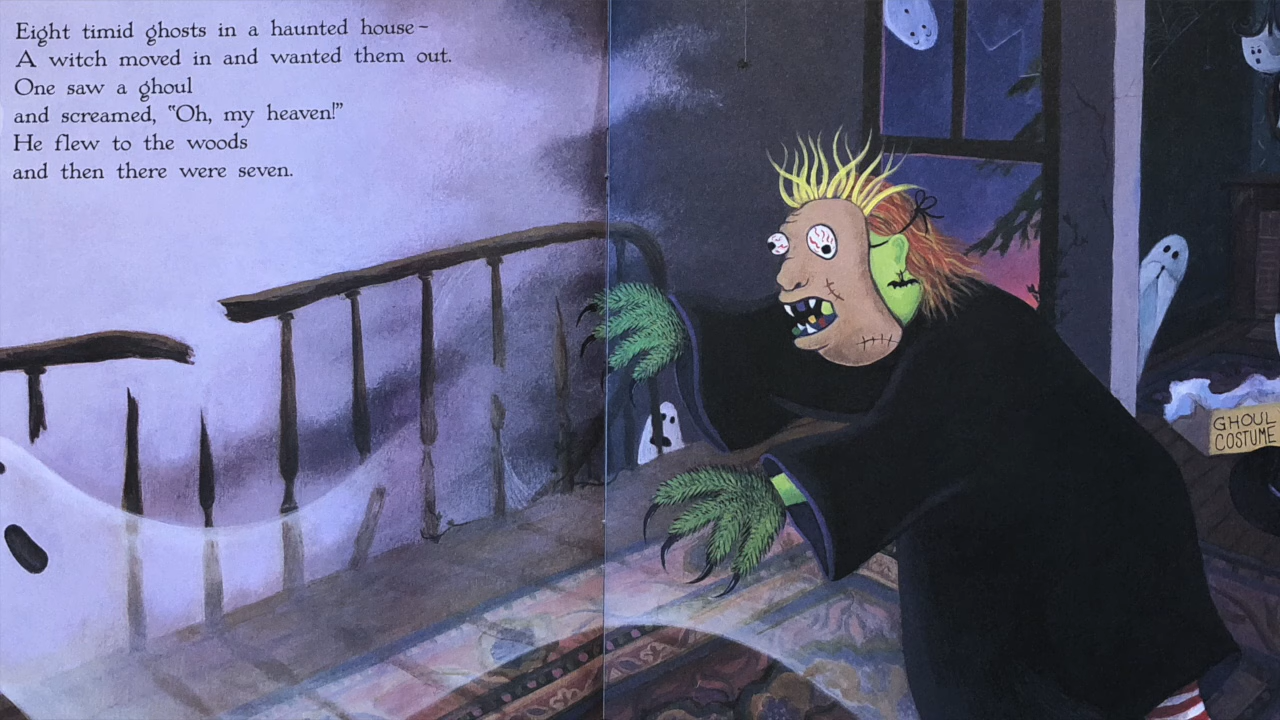 Eight timid ghosts in a haunted house–
A witch moved in and wanted them out.
One saw a ghoul
and screamed, "Oh, my heaven!"
He flew to the woods
and then there were seven.
GHOUL
COSTUME